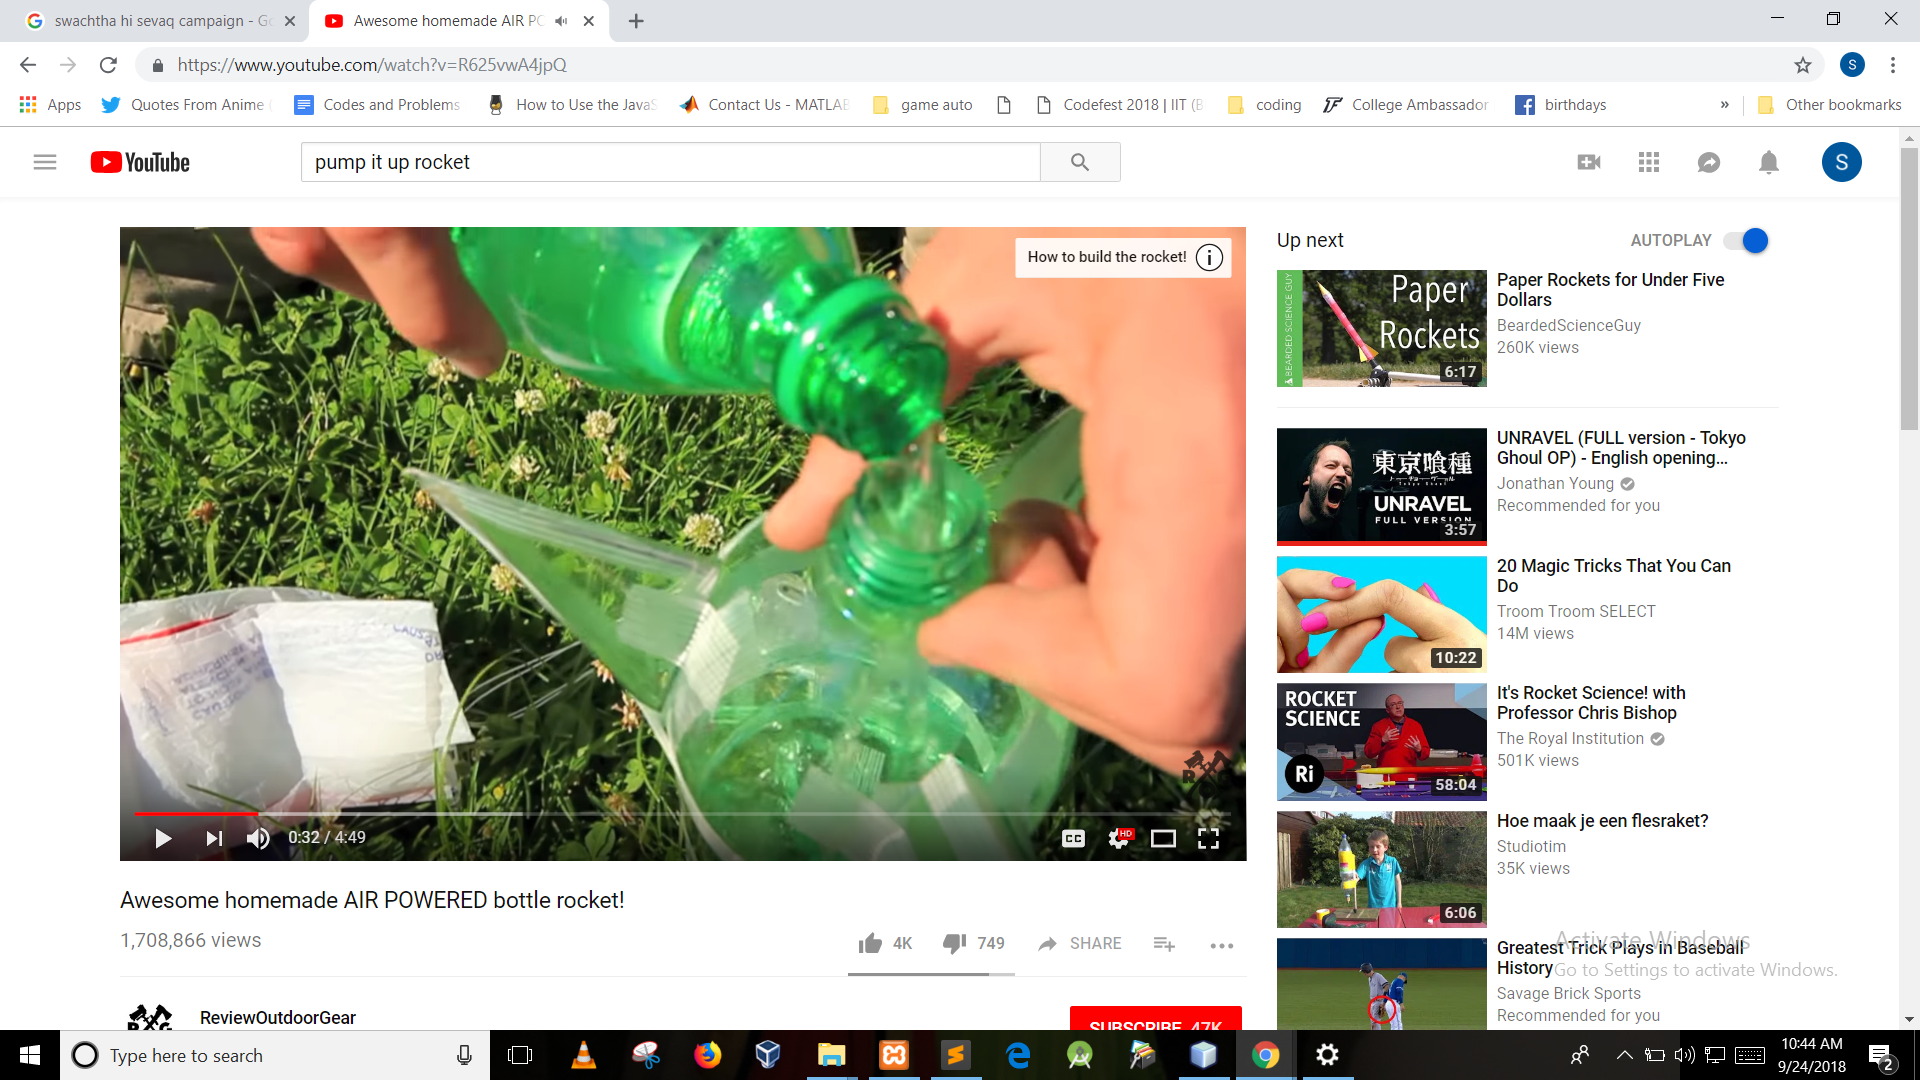 swachtha hi sevaq campaign - Go
Awesome homemade AIR PO
https://www.youtube.com/watch?v=R625vwA4jpQ
S
Apps
Quotes From Anime (
Codes and Problems
How to Use the JavaS
Contact Us - MATLAB
game auto
Codefest 2018 | IIT (B
coding
College Ambassador
birthdays
»
Other bookmarks
YouTube
pump it up rocket
S
How to build the rocket!
0:32 / 4:49
CC
HD
Awesome homemade AIR POWERED bottle rocket!
1,708,866 views
4K
749
SHARE
ReviewOutdoorGear
SUBSCRIBE 47K
Up next
AUTOPLAY
BEARDED SCIENCE GUY
Paper
Rockets
6:17
Paper Rockets for Under Five
Dollars
BeardedScienceGuy
260K views
東京喰種
UNRAVEL
FULL VERSION
3:57
UNRAVEL (FULL version - Tokyo
Ghoul OP) - English opening...
Jonathan Young
Recommended for you
10:22
20 Magic Tricks That You Can
Do
Troom Troom SELECT
14M views
ROCKET
SCIENCE
Ri
58:04
It's Rocket Science! with
Professor Chris Bishop
The Royal Institution
501K views
6:06
Hoe maak je een flesraket?
Studiotim
35K views
Greatest Trick Plays in Baseball
History
Savage Brick Sports
Recommended for you
Activate Windows
Go to Settings to activate Windows.
Type here to search
10:44 AM
9/24/2018
2